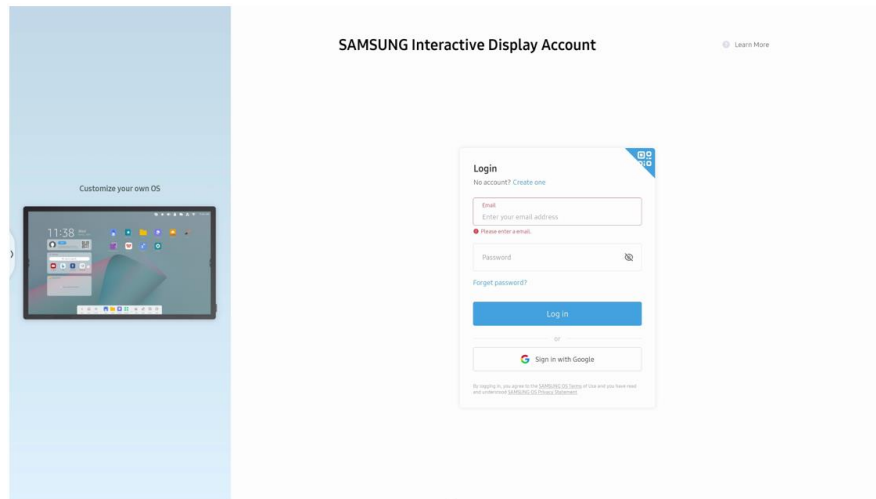 SAMSUNG Interactive Display Account
Learn More
Customize your own OS
11:38
Login
No account? Create one
Email
Enter your email address
Please enter a email.
Password
Forget password?
Log in
or
Sign in with Google
By logging in, you agree to the SAMSUNG OS Terms of Use and you have read
and understood SAMSUNG OS Privacy Statement